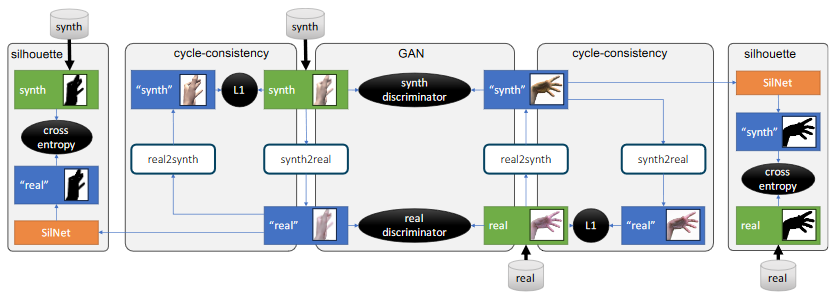 synth
synth
silhouette
cycle-consistency
GAN
cycle-consistency
silhouette
synth
"synth"
L1
synth
synth
discriminator
"synth"
SilNet
cross
entropy
"synth"
real2synth
synth2real
real2synth
synth2real
"real"
cross
entropy
SilNet
"real"
real
discriminator
real
L1
"real"
real
real
real